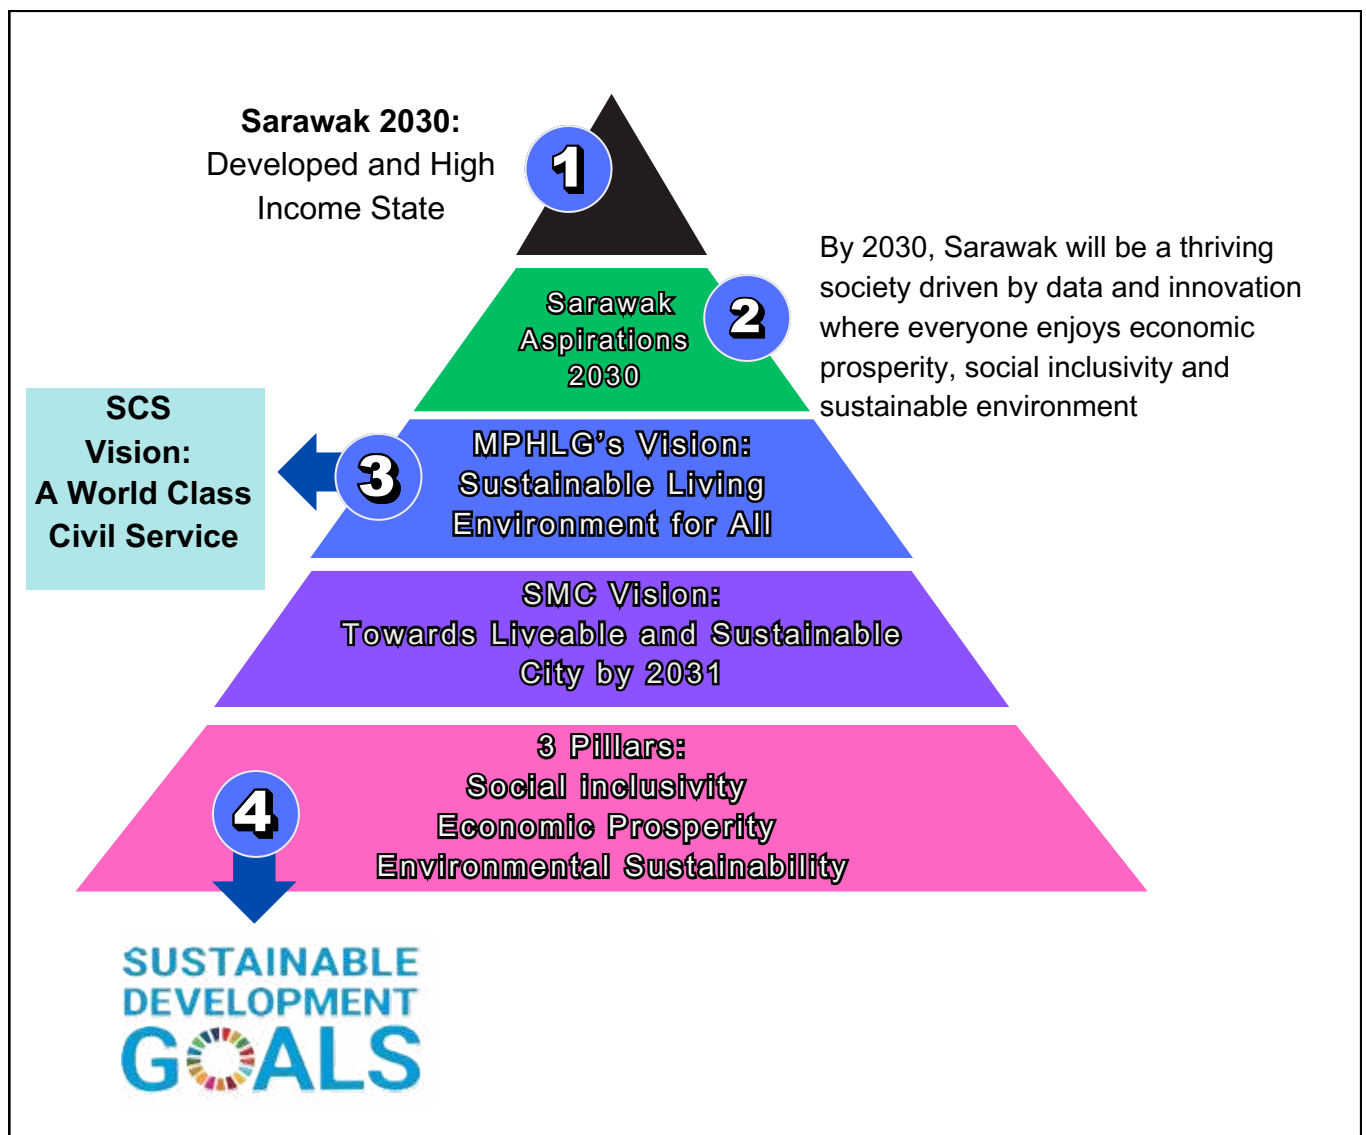 Sarawak 2030:
Developed and High
Income State
1
Sarawak
Aspirations
2030
2
By 2030, Sarawak will be a thriving
society driven by data and innovation
where everyone enjoys economic
prosperity, social inclusivity and
sustainable environment
SCS
Vision:
A World Class
Civil Service
3
MPHLG's Vision:
Sustainable Living
Environment for All
SMC Vision:
Towards Liveable and Sustainable
City by 2031
3 Pillars:
Social inclusivity
Economic Prosperity
Environmental Sustainability
4
SUSTAINABLE
DEVELOPMENT
GOALS